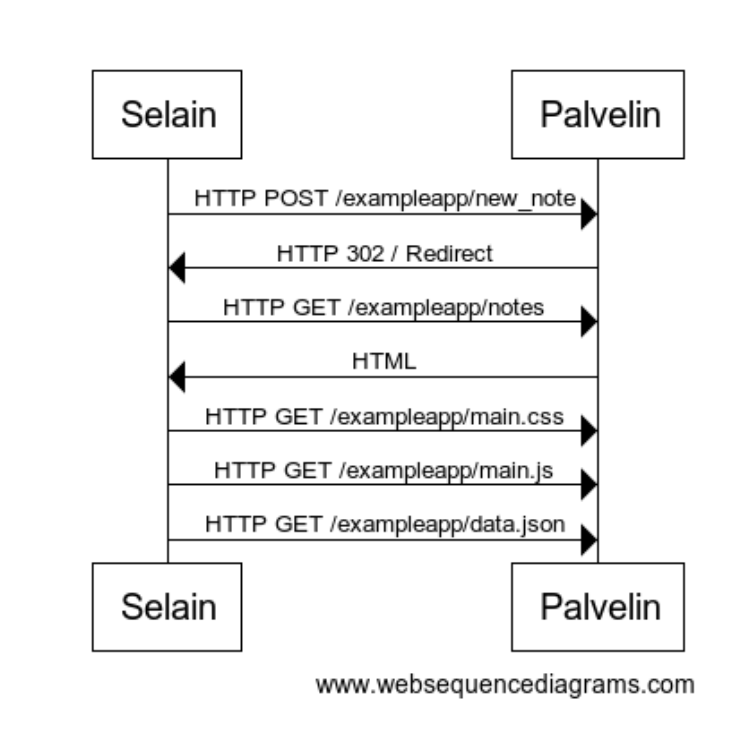 Selain Palvelin
HTTP POST /exampleapp/new_note
HTTP 302 / Redirect
HTTP GET /exampleapp/notes
HTML
HTTP GET /exampleapp/main.css
HTTP GET /exampleapp/main.js
HTTP GET /exampleapp/data.json
Selain Palvelin
www.websequencediagrams.com